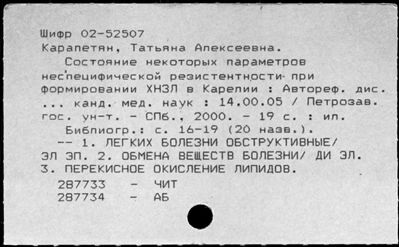 Шифр 02-52507
Карапетян, Татьяна Алексеевна.
Состояние некоторых параметров
неспецифической резистентности при
формировании ХНЗЛ в Карелии : Автореф. дис.
... канд. мед. наук : 14.00.05 / Петрозав.
гос. ун-т. - СПб., 2000. - 19 с. : ил.
Библиогр.: с. 16-19 (20 назв.).
-- 1. ЛЕГКИХ БОЛЕЗНИ ОБСТРУКТИВНЫЕ/
ЭЛ ЭП. 2. ОБМЕНА ВЕЩЕСТВ БОЛЕЗНИ/ ДИ ЭЛ.
3. ПЕРЕКИСНОЕ ОКИСЛЕНИЕ ЛИПИДОВ.
287733 - ЧИТ
287734 - АБ